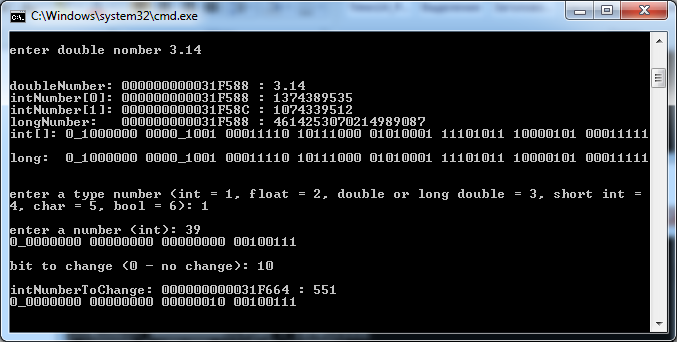 C:\Windows\system32\cmd.exe
enter double nomber 3.14
doubleNumber: 000000000031F588 : 3.14
intNumber[0]: 000000000031F588 : 1374389535
intNumber[1]: 000000000031F58C : 1074339512
longNumber:   000000000031F588 : 4614253070214989087
int[]: 0_1000000 0000_1001 00011110 10111000 01010001 11101011 10000101 00011111
long:  0_1000000 0000_1001 00011110 10111000 01010001 11101011 10000101 00011111
enter a type number (int = 1, float = 2, double or long double = 3, short int =
4, char = 5, bool = 6): 1
enter a number (int): 39
0_0000000 00000000 00000000 00100111
bit to change (0 - no change): 10
intNumberToChange: 000000000031F664 : 551
0_0000000 00000000 00000010 00100111